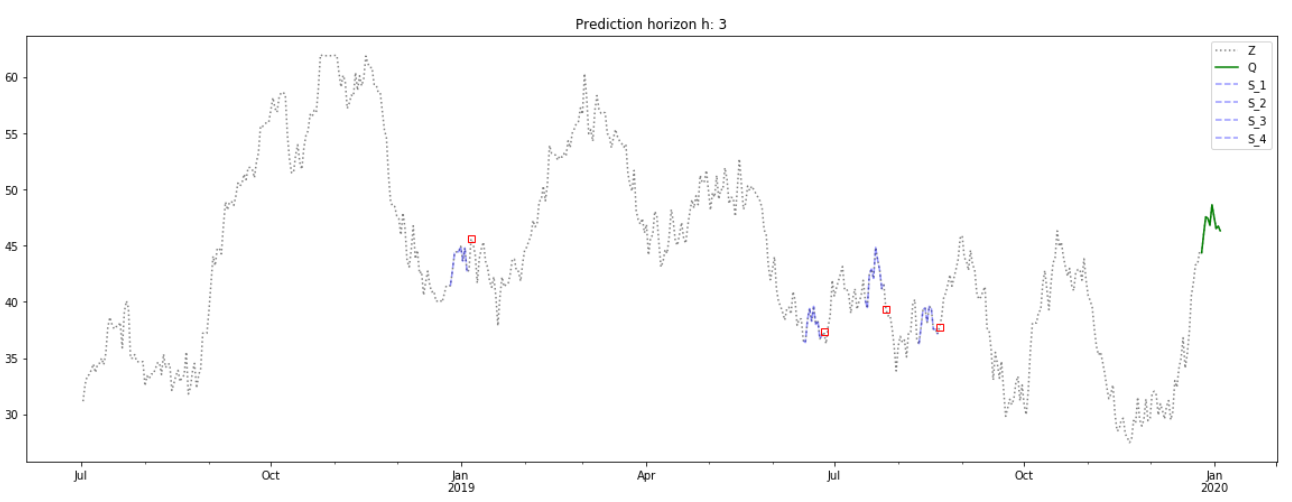 Prediction horizon h: 3
Z
Q
S_1
S_2
S_3
S_4
60
55
50
45
40
35
30
Jul Oct Jan Apr Jul Oct Jan
2019 2020